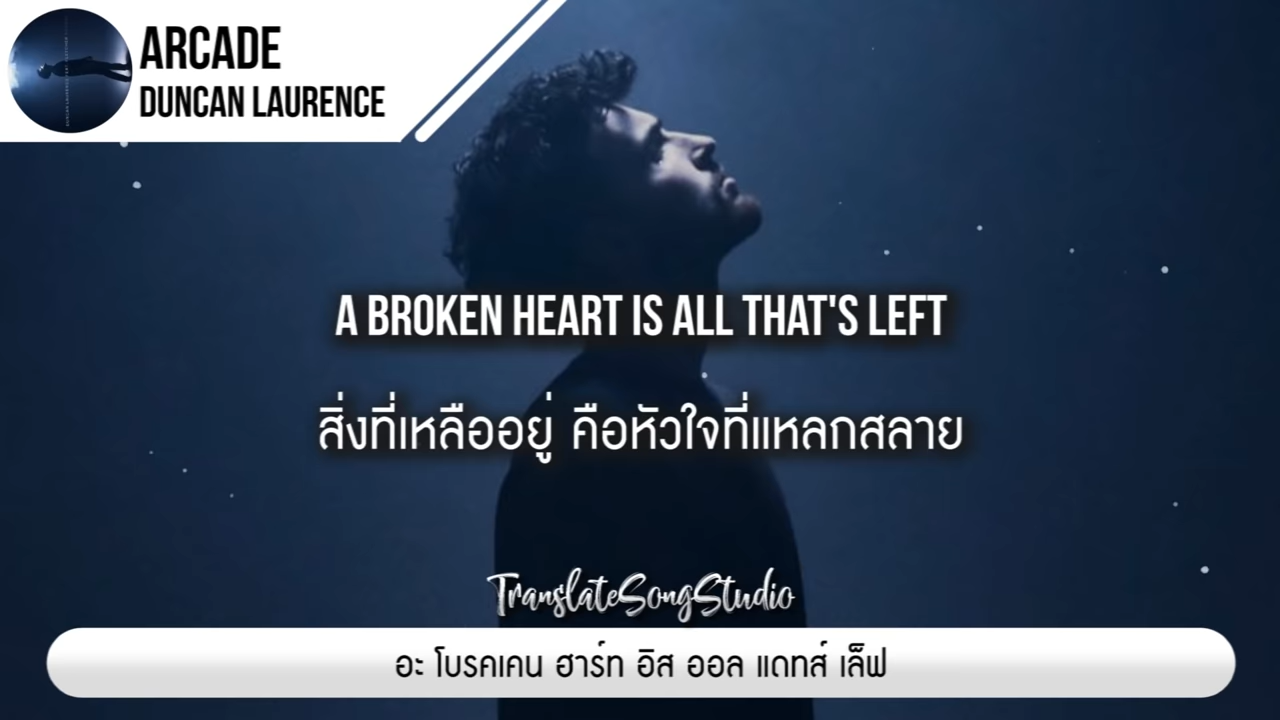 ARCADE
DUNCAN LAURENCE
A BROKEN HEART IS ALL THAT'S LEFT
สิ่งที่เหลืออยู่ คือหัวใจที่แหลกสลาย
TranslateSongStudio
อะ โบรคเคน ฮาร์ท อิส ออล แดทส์ เล็ฟ